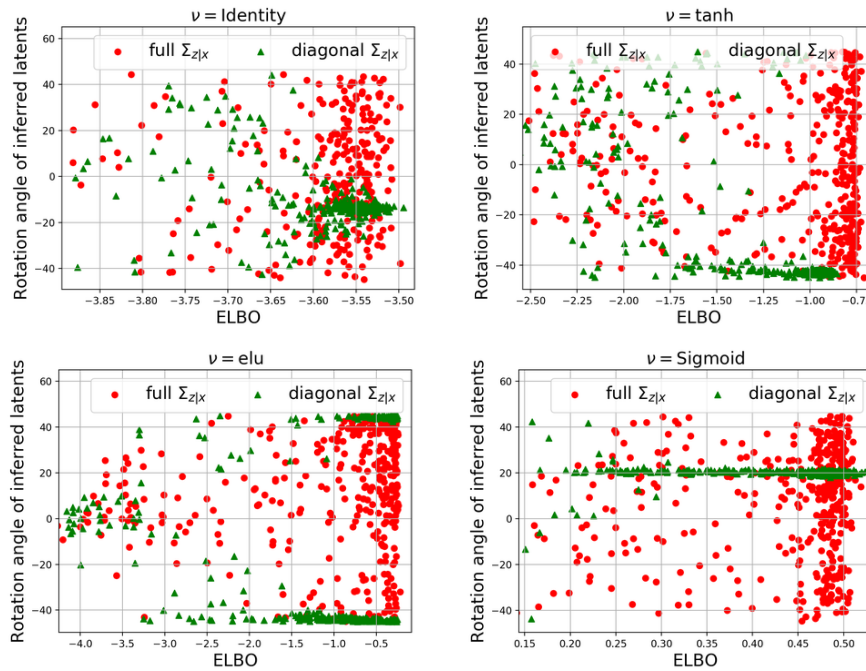 ν = Identity
full Σz|x diagonal Σz|x
Rotation angle of inferred latents
60
40
20
0
−20
−40
−3.85 −3.80 −3.75 −3.70 −3.65 −3.60 −3.55 −3.50
ELBO
ν = tanh
full Σz|x diagonal Σz|x
Rotation angle of inferred latents
60
40
20
0
−20
−40
−2.50 −2.25 −2.00 −1.75 −1.50 −1.25 −1.00 −0.7
ELBO
ν = elu
full Σz|x diagonal Σz|x
Rotation angle of inferred latents
60
40
20
0
−20
−40
−4.0 −3.5 −3.0 −2.5 −2.0 −1.5 −1.0 −0.5
ELBO
ν = Sigmoid
full Σz|x diagonal Σz|x
Rotation angle of inferred latents
60
40
20
0
−20
−40
0.15 0.20 0.25 0.30 0.35 0.40 0.45 0.50
ELBO